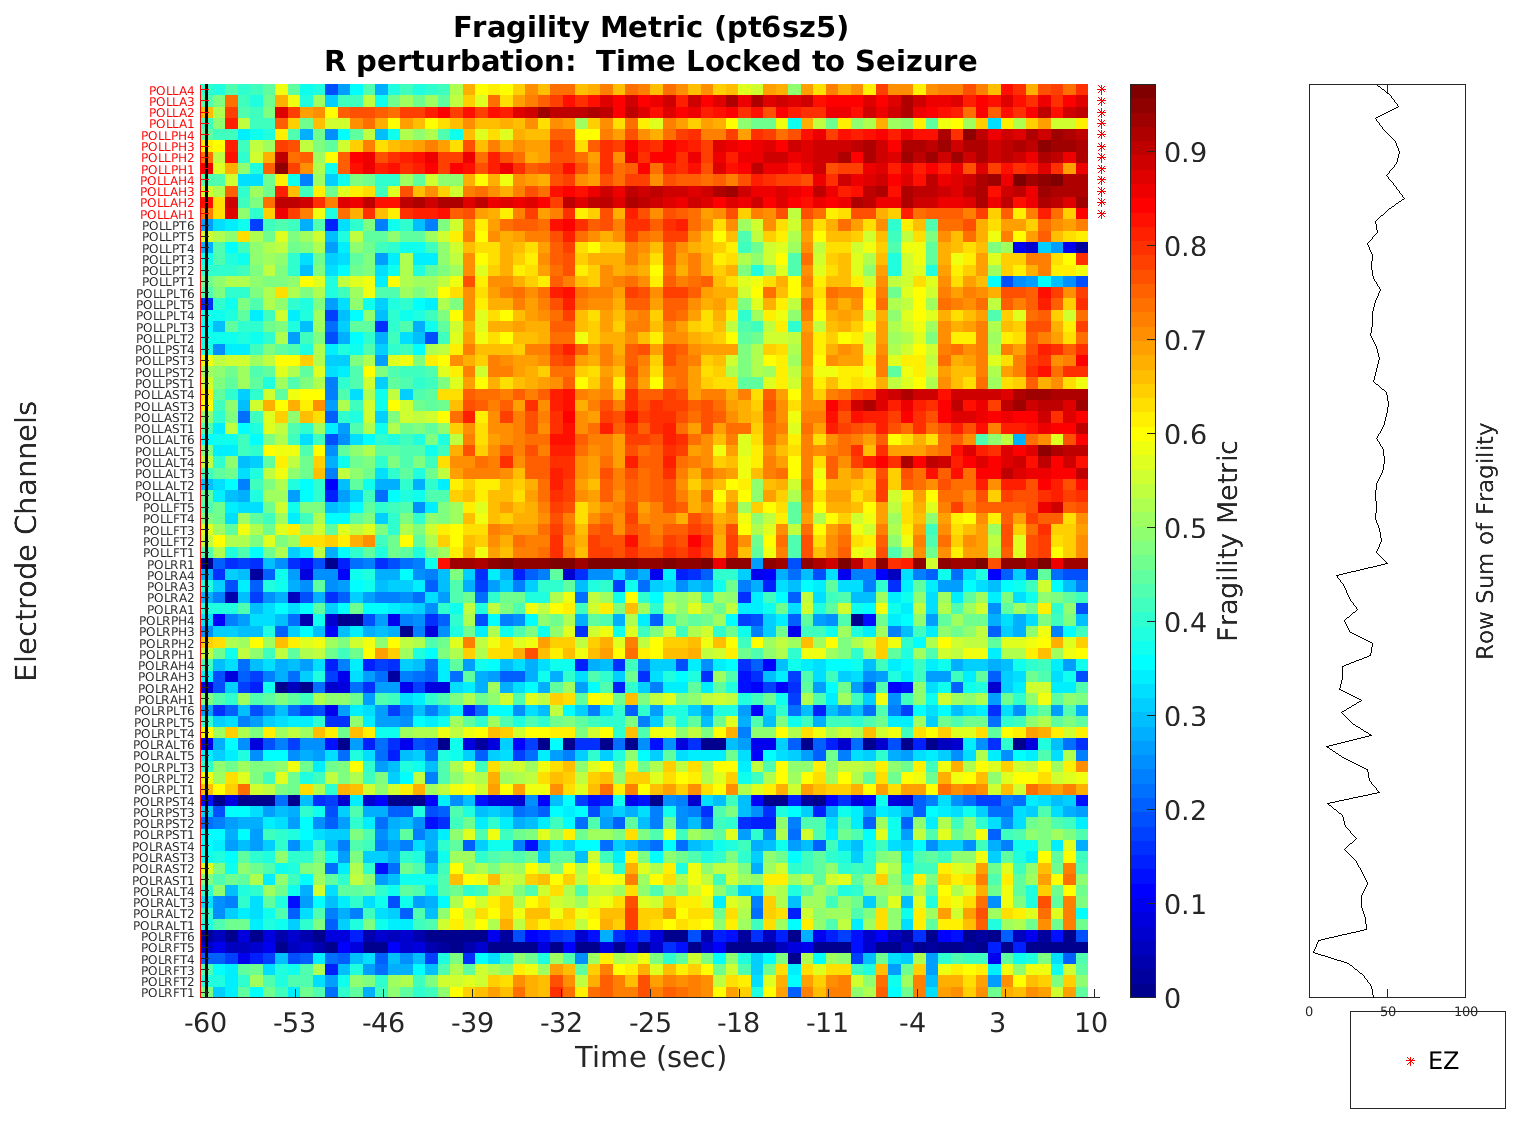 Fragility Metric (pt6sz5)
R perturbation:  Time Locked to Seizure
Electrode Channels
POLLA4
POLLA3
POLLA2
POLLA1
POLLPH4
POLLPH3
POLLPH2
POLLPH1
POLLAH4
POLLAH3
POLLAH2
POLLAH1
POLLPT6
POLLPT5
POLLPT4
POLLPT3
POLLPT2
POLLPT1
POLLPLT6
POLLPLT5
POLLPLT4
POLLPLT3
POLLPLT2
POLLPST4
POLLPST3
POLLPST2
POLLPST1
POLLAST4
POLLAST3
POLLAST2
POLLAST1
POLLALT6
POLLALT5
POLLALT4
POLLALT3
POLLALT2
POLLALT1
POLLFT5
POLLFT4
POLLFT3
POLLFT2
POLLFT1
POLRR1
POLRA4
POLRA3
POLRA2
POLRA1
POLRPH4
POLRPH3
POLRPH2
POLRPH1
POLRAH4
POLRAH3
POLRAH2
POLRAH1
POLRPLT6
POLRPLT5
POLRPLT4
POLRALT6
POLRALT5
POLRPLT3
POLRPLT2
POLRPLT1
POLRPST4
POLRPST3
POLRPST2
POLRPST1
POLRAST4
POLRAST3
POLRAST2
POLRAST1
POLRALT4
POLRALT3
POLRALT2
POLRALT1
POLRFT6
POLRFT5
POLRFT4
POLRFT3
POLRFT2
POLRFT1
-60 -53 -46 -39 -32 -25 -18 -11 -4 3 10
Time (sec)
0.9
0.8
0.7
0.6
0.5
0.4
0.3
0.2
0.1
0
Fragility Metric
0 50 100
Row Sum of Fragility
EZ